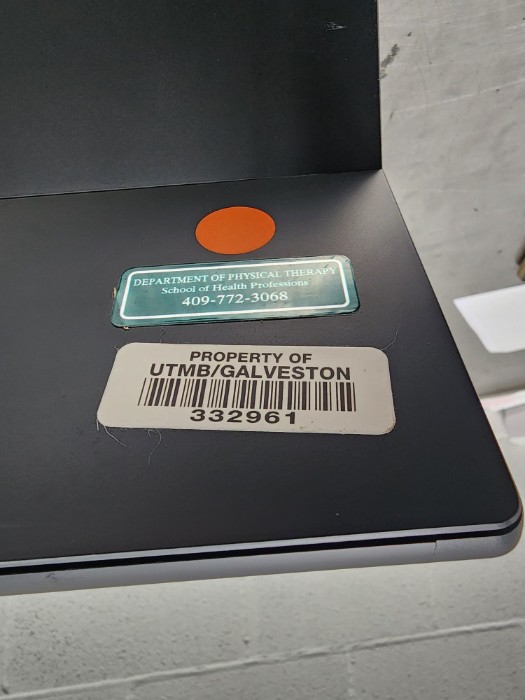 DEPARTMENT OF PHYSICAL THERAPY
School of Health Professions
409-772-3068
PROPERTY OF
UTMB/GALVESTON
332961